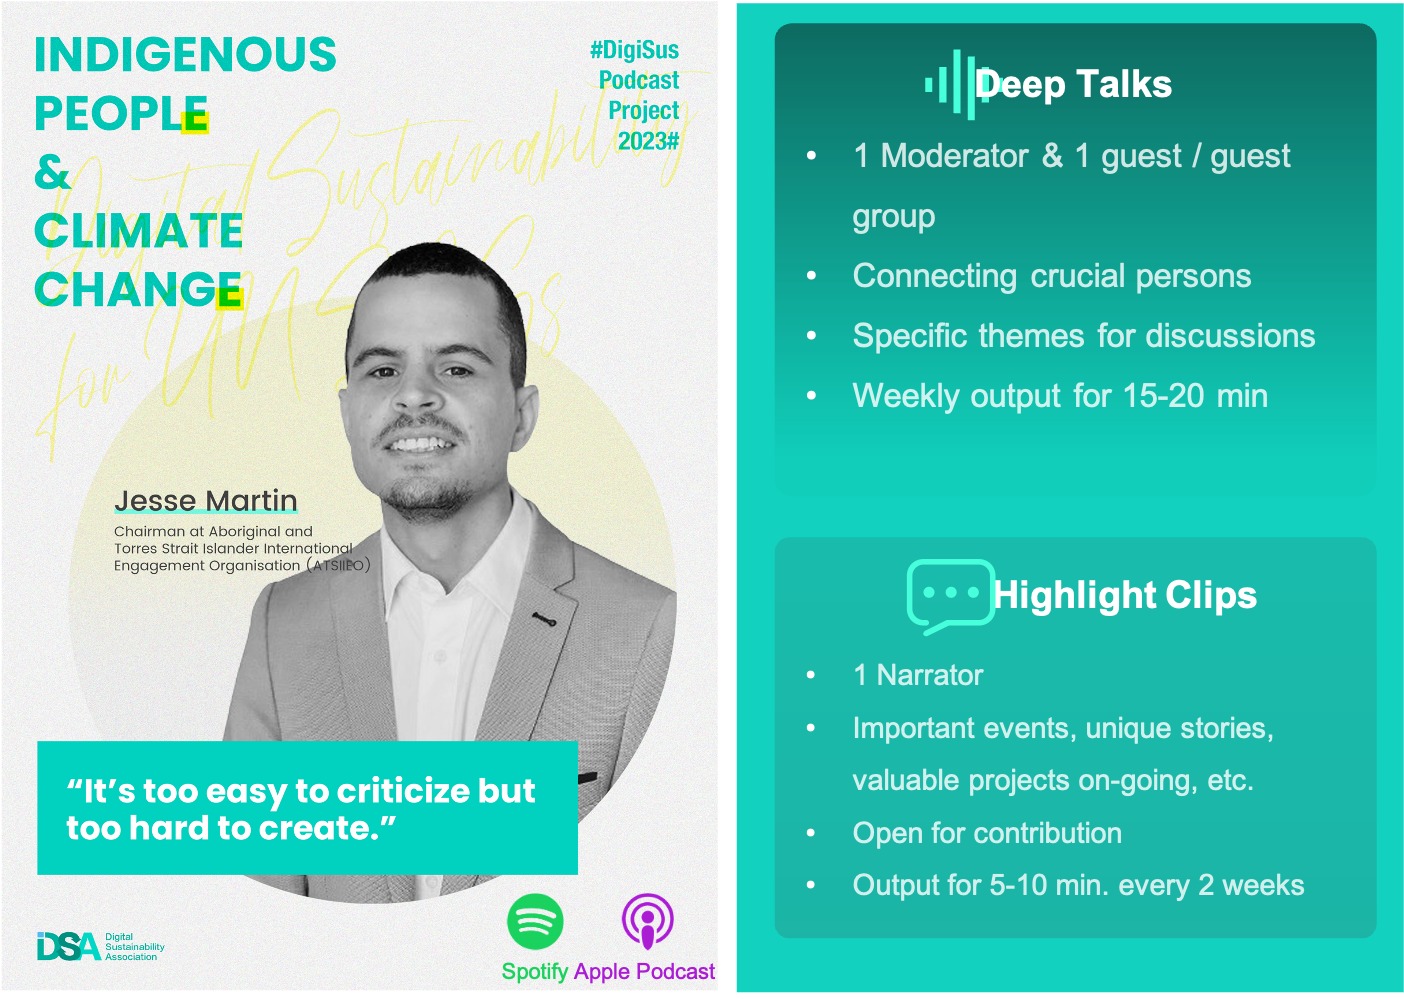 INDIGENOUS
PEOPLE
&
CLIMATE
CHANGE
#DigiSus
Podcast
Project
2023#
Digital Sustainability
for UN SDGs
Jesse Martin
Chairman at Aboriginal and
Torres Strait Islander International
Engagement Organisation (ATSIIEO)
“It’s too easy to criticize but
too hard to create.”
iDSA
Digital
Sustainability
Association
Spotify
Apple Podcast
Deep Talks
• 1 Moderator & 1 guest / guest
group
• Connecting crucial persons
• Specific themes for discussions
• Weekly output for 15-20 min
Highlight Clips
• 1 Narrator
• Important events, unique stories,
valuable projects on-going, etc.
• Open for contribution
• Output for 5-10 min. every 2 weeks